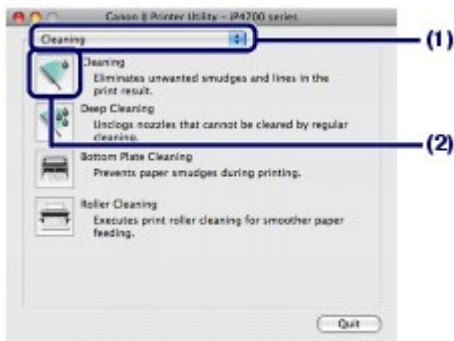 Canon IJ Printer Utility – iP4700 series
Cleaning
(1)
Cleaning
Eliminates unwanted smudges and lines in the
print result.
Deep Cleaning
Unclogs nozzles that cannot be cleared by regular
cleaning.
(2)
Bottom Plate Cleaning
Prevents paper smudges during printing.
Roller Cleaning
Executes print roller cleaning for smoother paper
feeding.
Quit